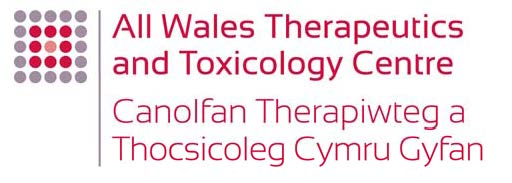 All Wales Therapeutics
and Toxicology Centre
Canolfan Therapiwteg a
Thocsicoleg Cymru Gyfan